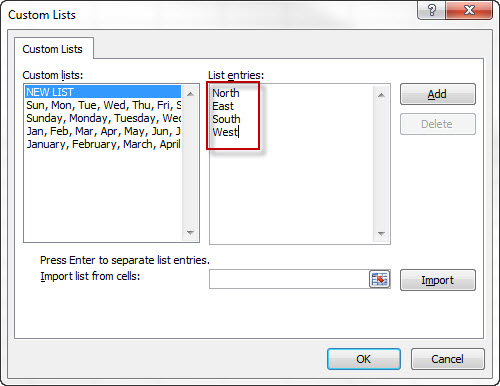 Custom Lists
Custom Lists
Custom lists:
NEW LIST
Sun, Mon, Tue, Wed, Thu, Fri, S
Sunday, Monday, Tuesday, Wed
Jan, Feb, Mar, Apr, May, Jun, J
January, February, March, April
List entries:
North
East
South
West
Add
Delete
Press Enter to separate list entries.
Import list from cells:
Import
OK
Cancel